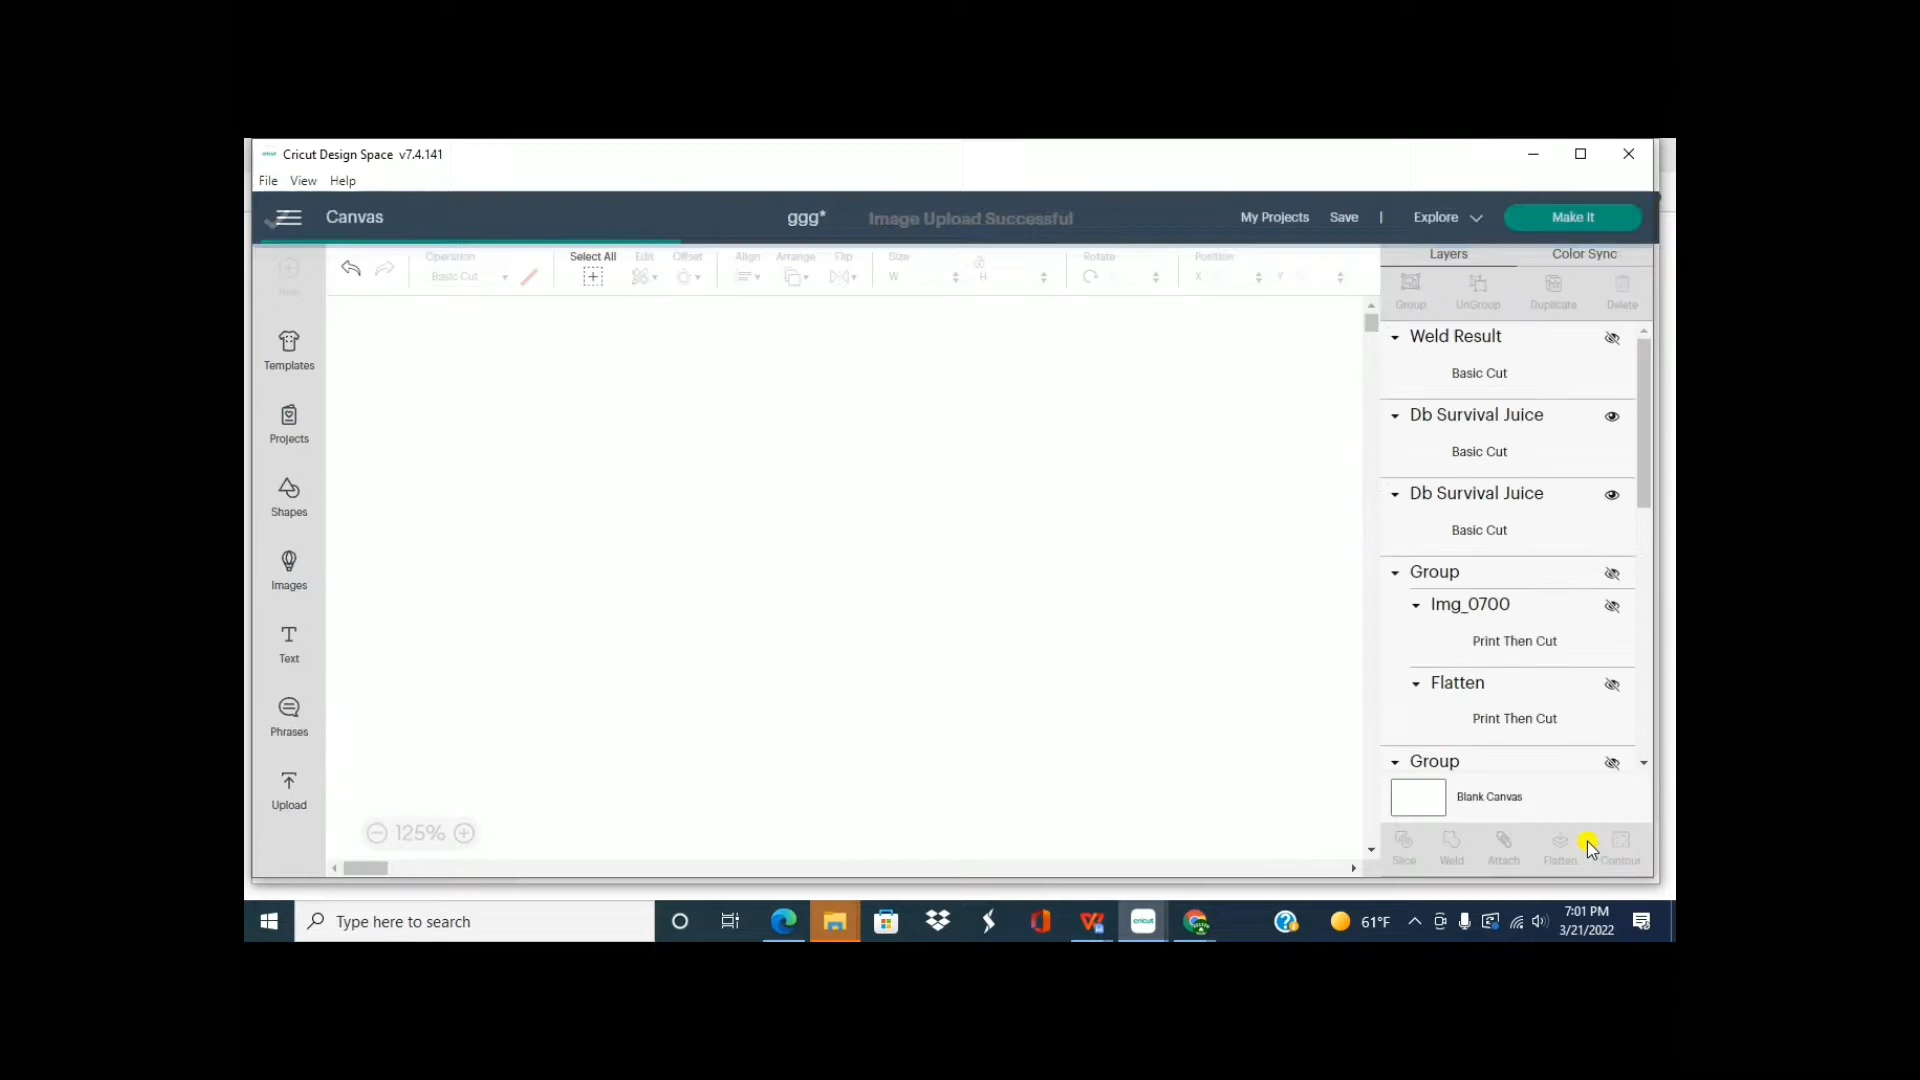 Cricut Design Space v7.4.141
File View Help
Canvas
ggg*
Image Upload Successful
My Projects Save | Explore Make It
Operation
Basic Cut
Select All Edit Offset Align Arrange Flip Size Rotate Position
W H X Y
Layers Color Sync
Group UnGroup Duplicate Delete
New
Templates
Projects
Shapes
Images
Text
Phrases
Upload
Weld Result
Basic Cut
Db Survival Juice
Basic Cut
Db Survival Juice
Basic Cut
Group
Img_0700
Print Then Cut
Flatten
Print Then Cut
Group
Blank Canvas
125%
Slice Weld Attach Flatten Contour
Type here to search
cricut
61°F
7:01 PM
3/21/2022